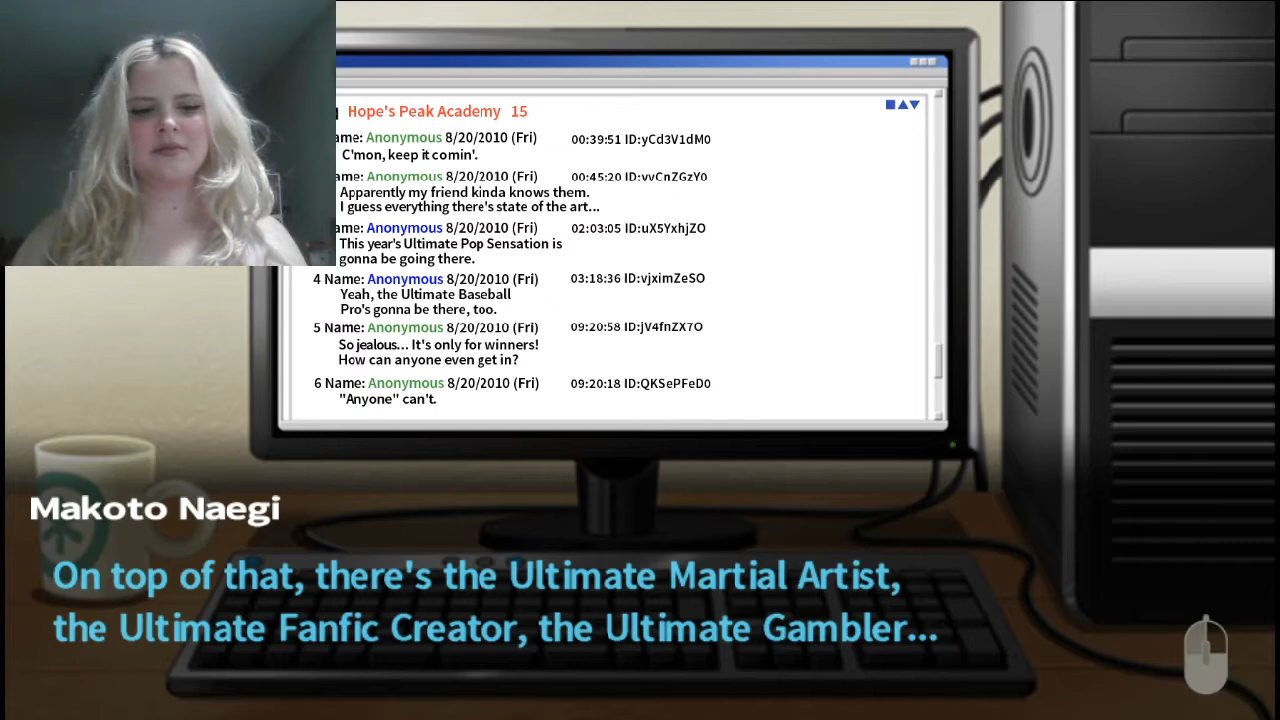 Hope's Peak Academy 15
ame: Anonymous 8/20/2010 (Fri) 00:39:51 ID:yCd3V1dM0
C'mon, keep it comin'.
ame: Anonymous 8/20/2010 (Fri) 00:45:20 ID:vvCnZGzY0
Apparently my friend kinda knows them.
I guess everything there's state of the art...
ame: Anonymous 8/20/2010 (Fri) 02:03:05 ID:uX5YxhjZO
This year's Ultimate Pop Sensation is
gonna be going there.
4 Name: Anonymous 8/20/2010 (Fri) 03:18:36 ID:vjximZeSO
Yeah, the Ultimate Baseball
Pro's gonna be there, too.
5 Name: Anonymous 8/20/2010 (Fri) 09:20:58 ID:jV4fnZX7O
So jealous... It's only for winners!
How can anyone even get in?
6 Name: Anonymous 8/20/2010 (Fri) 09:20:18 ID:QKSePFeD0
"Anyone" can't.
Makoto Naegi
On top of that, there's the Ultimate Martial Artist,
the Ultimate Fanfic Creator, the Ultimate Gambler...